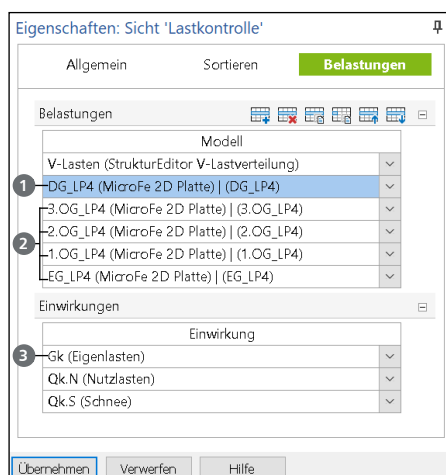 Eigenschaften: Sicht 'Lastkontrolle'
Allgemein Sortieren Belastungen
Belastungen
Modell
V-Lasten (StrukturEditor V-Lastverteilung)
1 DG_LP4 (MicroFe 2D Platte) | (DG_LP4)
3.OG_LP4 (MicroFe 2D Platte) | (3.OG_LP4)
2 2.OG_LP4 (MicroFe 2D Platte) | (2.OG_LP4)
1.OG_LP4 (MicroFe 2D Platte) | (1.OG_LP4)
EG_LP4 (MicroFe 2D Platte) | (EG_LP4)
Einwirkungen
Einwirkung
3 Gk (Eigenlasten)
Qk.N (Nutzlasten)
Qk.S (Schnee)
Übernehmen Verwerfen Hilfe